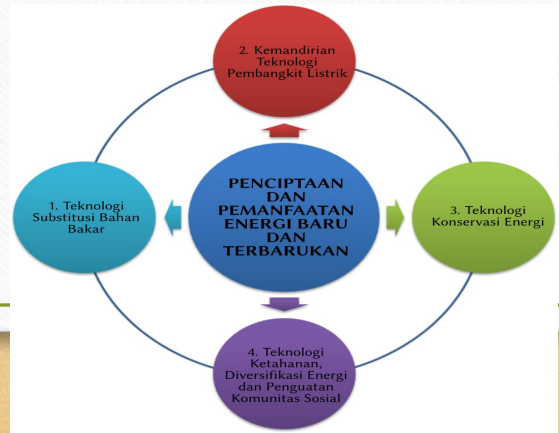 2. Kemandirian
Teknologi
Pembangkit Listrik
1. Teknologi
Substitusi Bahan
Bakar
PENCIPTAAN
DAN
PEMANFAATAN
ENERGI BARU
DAN
TERBARUKAN
3. Teknologi
Konservasi Energi
4. Teknologi
Ketahanan,
Diversifikasi Energi
dan Penguatan
Komunitas Sosial